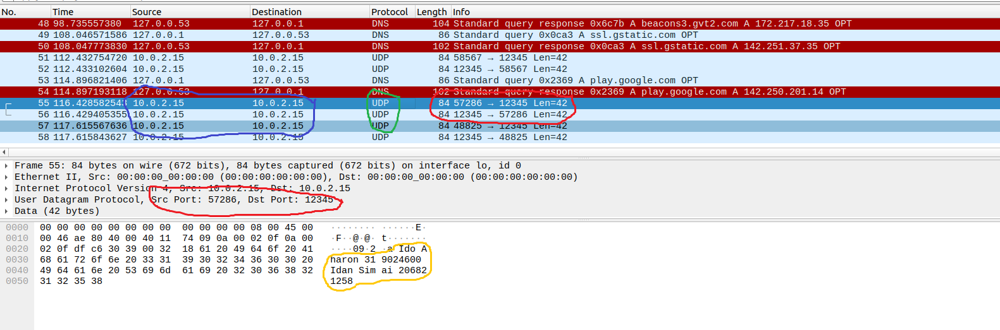 No. Time Source Destination Protocol Length Info
48 98.735557380 127.0.0.53 127.0.0.1 DNS 104 Standard query response 0x6c7b A beacons3.gvt2.com A 172.217.18.35 OPT
49 108.046571586 127.0.0.1 127.0.0.53 DNS 86 Standard query 0x0ca3 A ssl.gstatic.com OPT
50 108.047773830 127.0.0.53 127.0.0.1 DNS 102 Standard query response 0x0ca3 A ssl.gstatic.com A 142.251.37.35 OPT
51 112.432754720 10.0.2.15 10.0.2.15 UDP 84 58567 → 12345 Len=42
52 112.433102604 10.0.2.15 10.0.2.15 UDP 84 12345 → 58567 Len=42
53 114.896821406 127.0.0.1 127.0.0.53 DNS 86 Standard query 0x2369 A play.google.com OPT
54 114.897193118 127.0.0.53 127.0.0.1 DNS 102 Standard query response 0x2369 A play.google.com A 142.250.201.14 OPT
55 116.428582543 10.0.2.15 10.0.2.15 UDP 84 57286 → 12345 Len=42
56 116.429405355 10.0.2.15 10.0.2.15 UDP 84 12345 → 57286 Len=42
57 117.615567636 10.0.2.15 10.0.2.15 UDP 84 48825 → 12345 Len=42
58 117.615843627 10.0.2.15 10.0.2.15 UDP 84 12345 → 48825 Len=42
Frame 55: 84 bytes on wire (672 bits), 84 bytes captured (672 bits) on interface lo, id 0
Ethernet II, Src: 00:00:00_00:00:00 (00:00:00:00:00:00), Dst: 00:00:00_00:00:00 (00:00:00:00:00:00)
Internet Protocol Version 4, Src: 10.0.2.15, Dst: 10.0.2.15
User Datagram Protocol, Src Port: 57286, Dst Port: 12345
Data (42 bytes)
0000 00 00 00 00 00 00 00 00 00 00 00 00 08 00 45 00 ········ ······E·
0010 00 46 ae 80 40 00 40 11 74 09 0a 00 02 0f 0a 00 ·F··@·@· t·······
0020 02 0f df c6 30 39 00 32 18 61 20 49 64 6f 20 41 ····09·2 ·a Ido A
0030 68 61 72 6f 6e 20 33 31 39 30 32 34 36 30 30 20 haron 31 9024600
0040 49 64 61 6e 20 53 69 6d 61 69 20 32 30 36 38 32 Idan Sim ai 20682
0050 31 32 35 38 1258